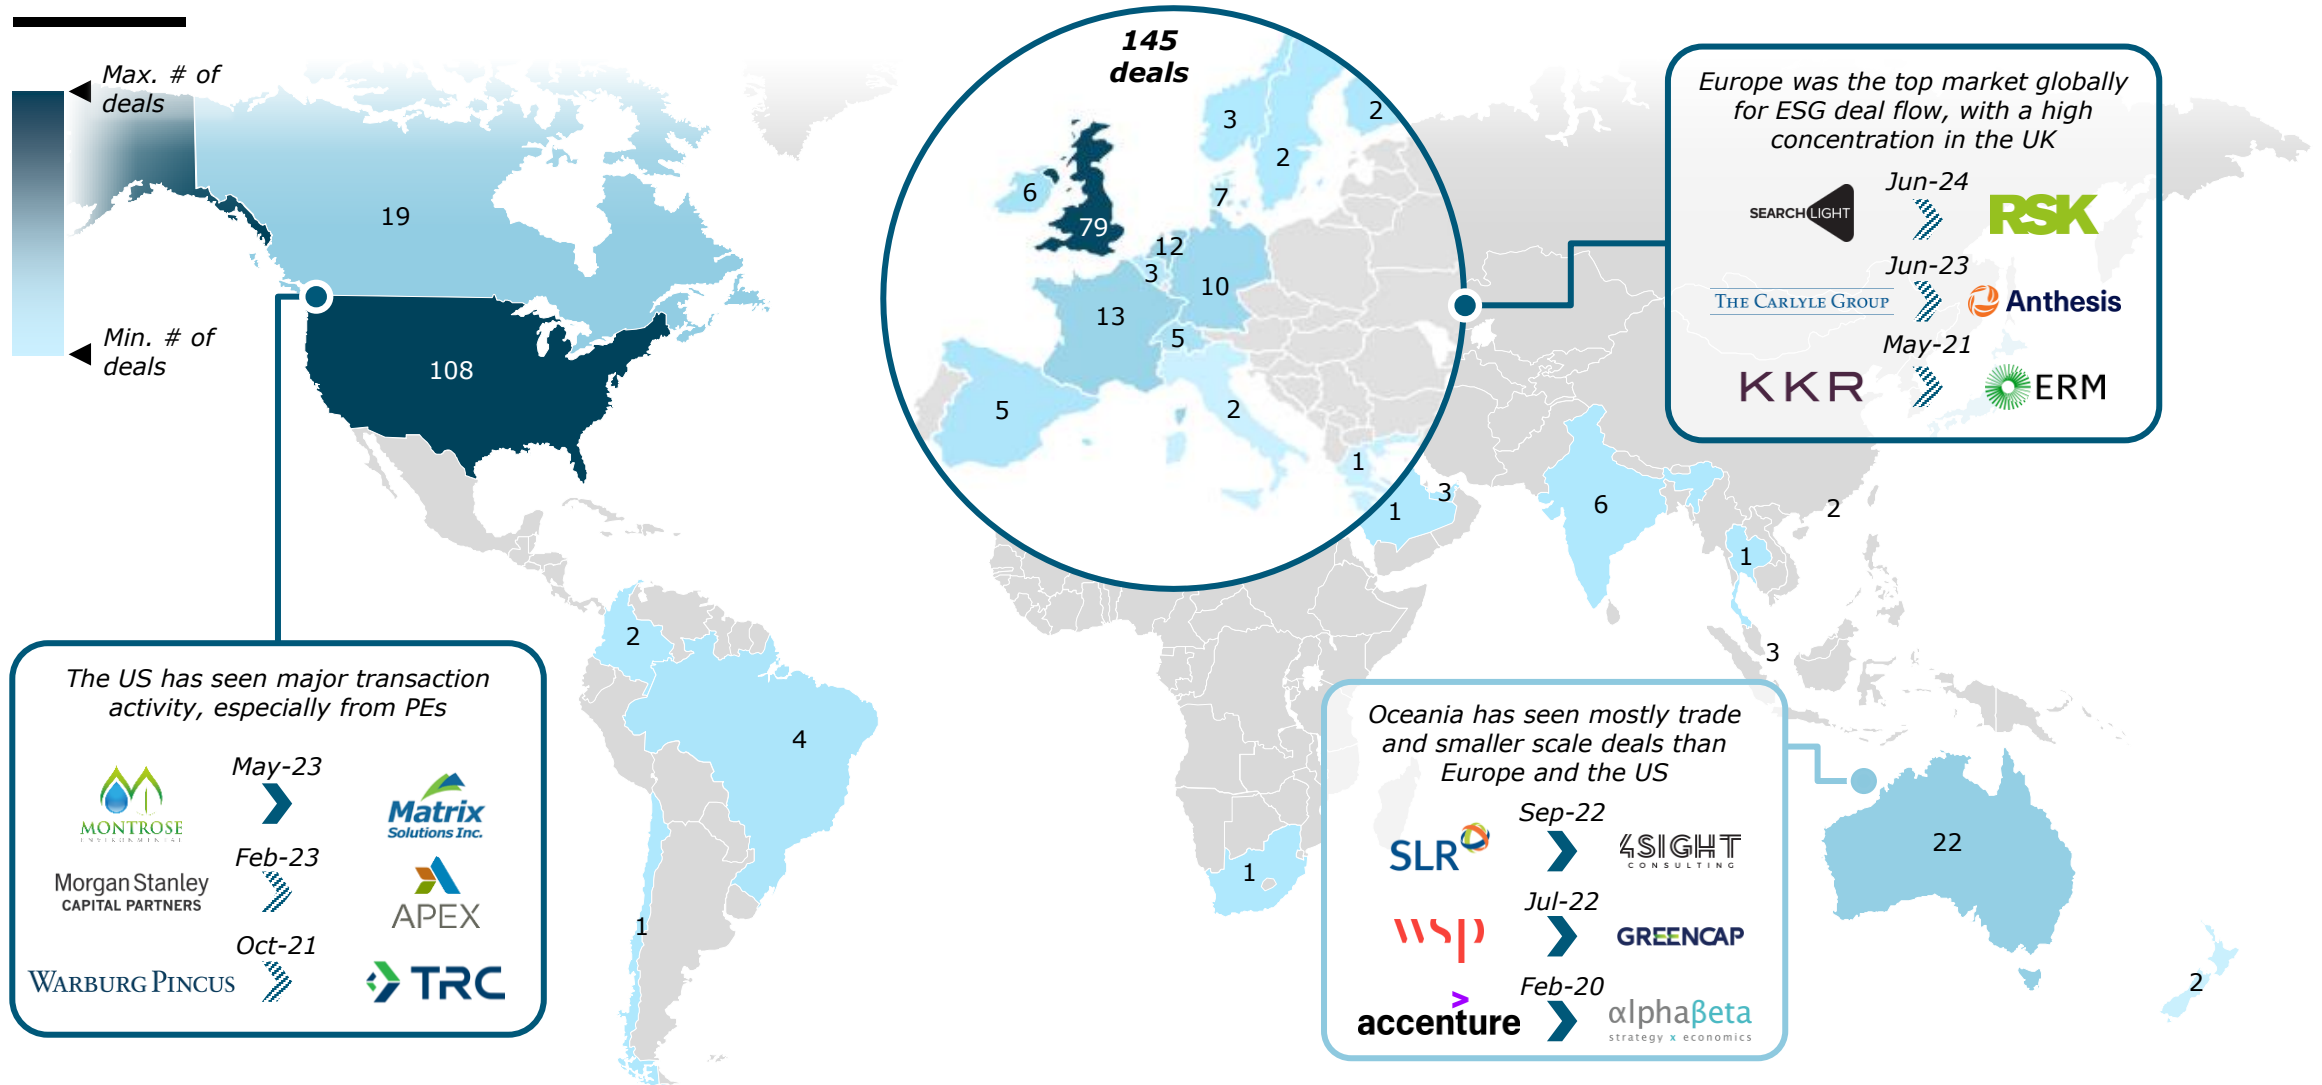 Max. # of
deals
Min. # of
deals
19
108
145
deals
3
2
2
6
79
7
12
3
10
13
5
5
2
1
1
3
6
2
1
3
2
4
1
1
22
2
Europe was the top market globally
for ESG deal flow, with a high
concentration in the UK
Jun-24
SEARCHLIGHT
RSK
Jun-23
THE CARLYLE GROUP
Anthesis
May-21
KKR
ERM
The US has seen major transaction
activity, especially from PEs
May-23
MONTROSE
ENVIRONMENTAL
Matrix
Solutions Inc.
Feb-23
Morgan Stanley
CAPITAL PARTNERS
APEX
Oct-21
WARBURG PINCUS
TRC
Oceania has seen mostly trade
and smaller scale deals than
Europe and the US
Sep-22
SLR
4SIGHT
CONSULTING
Jul-22
wsp
GREENCAP
Feb-20
accenture
αlphaβeta
strategy x economics